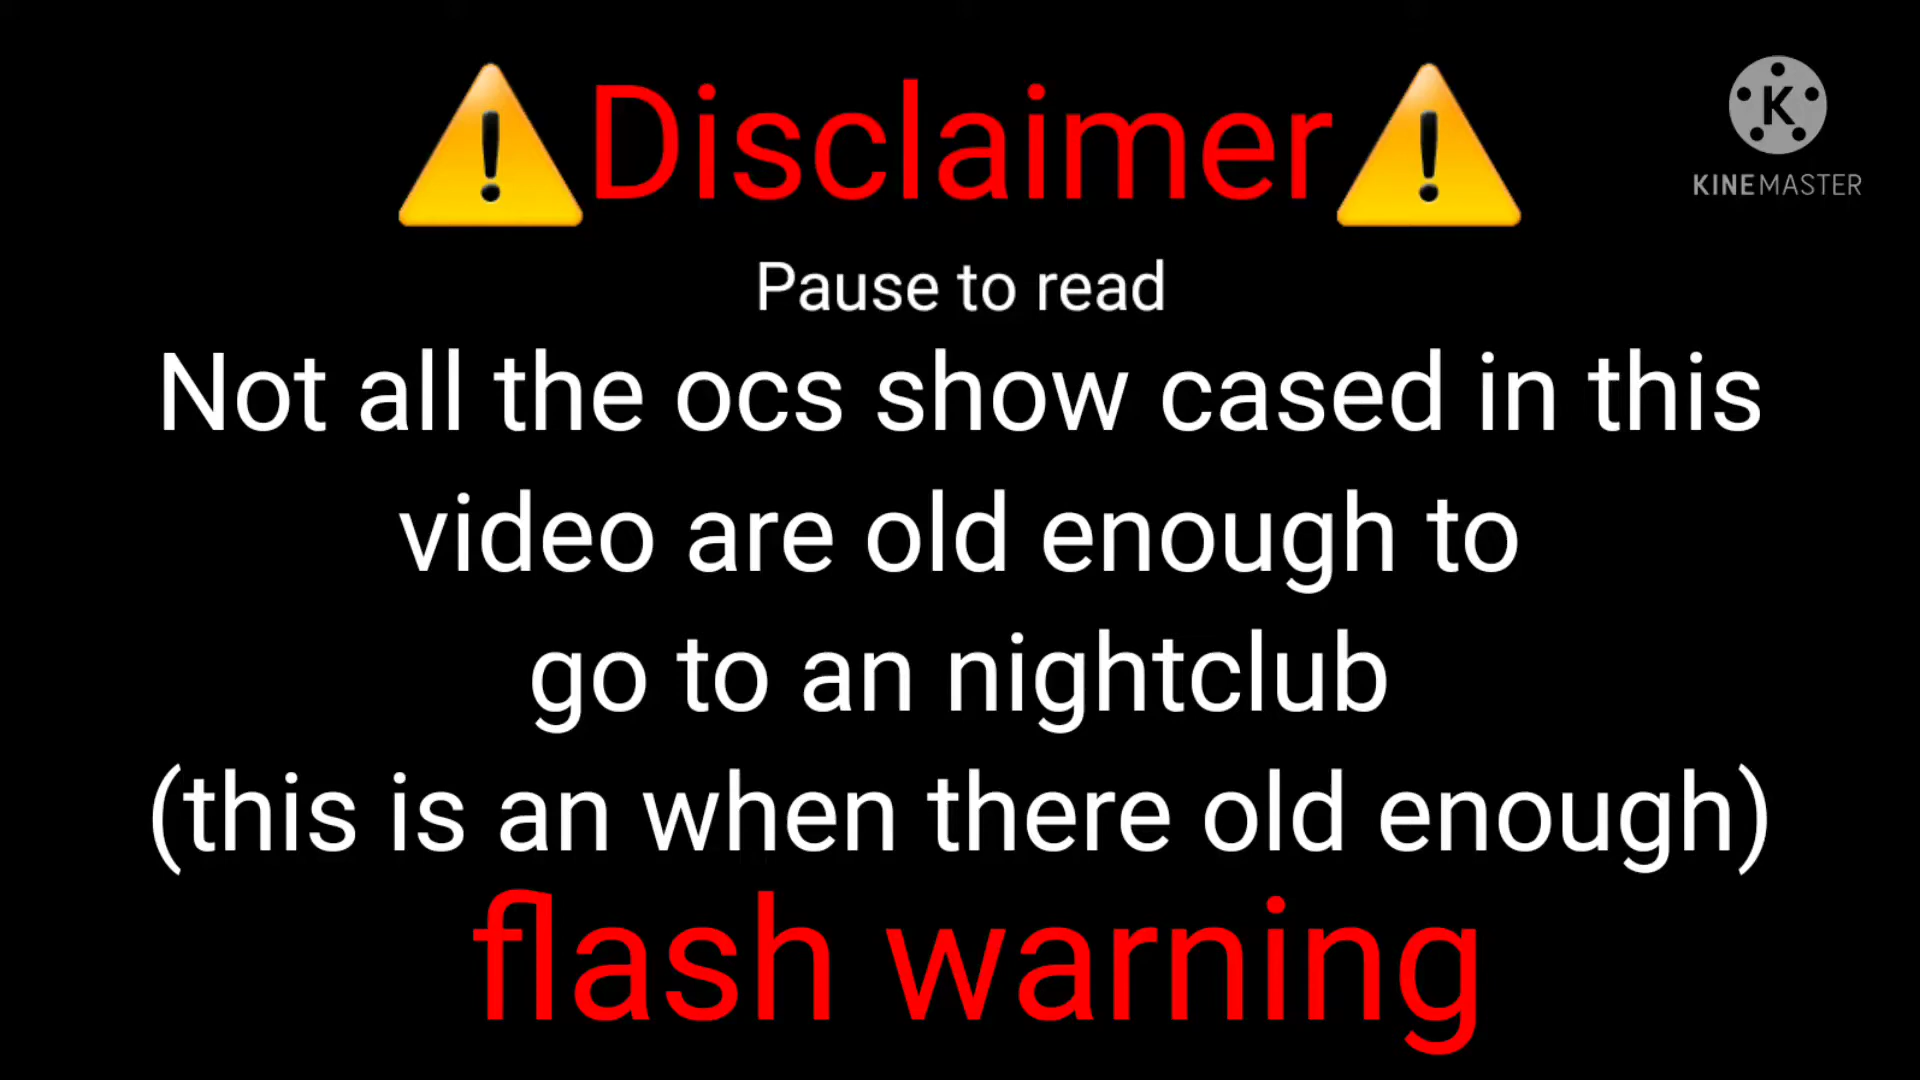 ⚠Disclaimer⚠
K
KINEMASTER
Pause to read
Not all the ocs show cased in this
video are old enough to
go to an nightclub
(this is an when there old enough)
flash warning